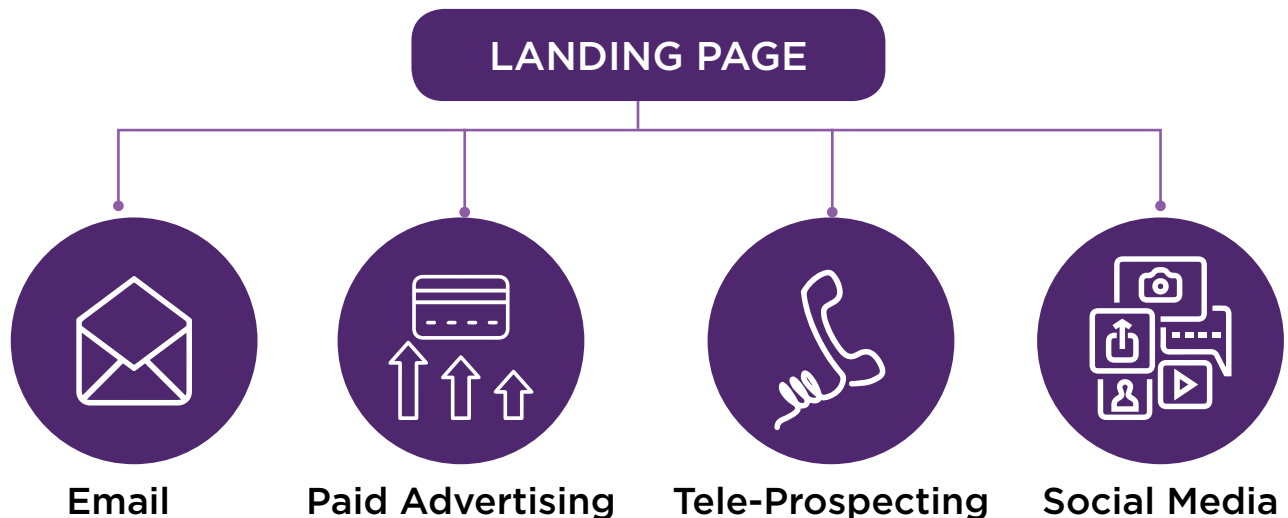 LANDING PAGE
Email
Paid Advertising
Tele-Prospecting
Social Media